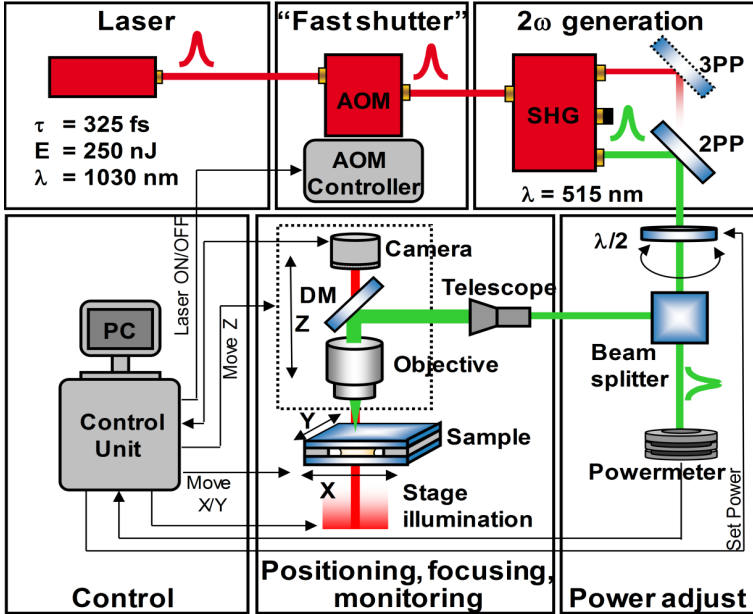 Laser
τ = 325 fs
E = 250 nJ
λ = 1030 nm
"Fast shutter"
AOM
AOM
Controller
2ω generation
3PP
SHG
2PP
λ = 515 nm
Laser ON/OFF
Move Z
PC
Control
Unit
Move
X/Y
Control
Camera
DM
Z
Telescope
Objective
Y
Sample
X
Stage
illumination
Positioning, focusing,
monitoring
λ/2
Beam
splitter
Powermeter
Set Power
Power adjust